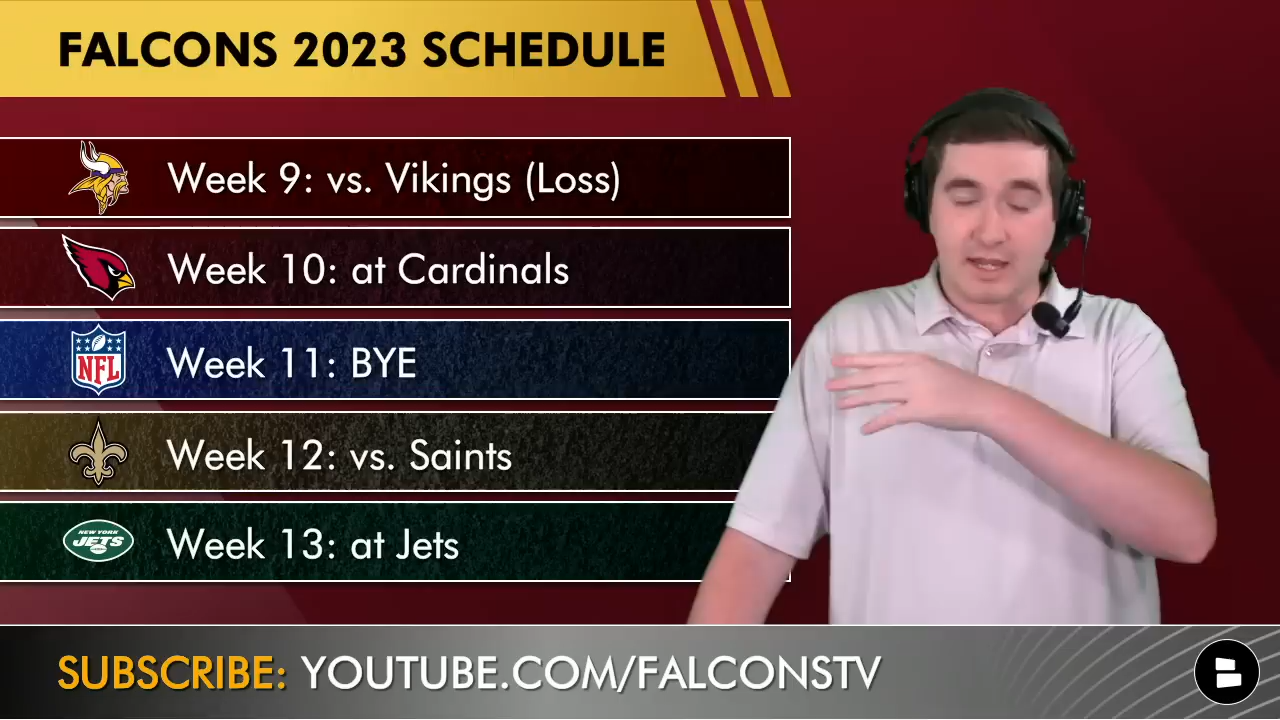 FALCONS 2023 SCHEDULE
Week 9: vs. Vikings (Loss)
Week 10: at Cardinals
NFL
Week 11: BYE
Week 12: vs. Saints
NEW YORK
JETS
Week 13: at Jets
SUBSCRIBE: YOUTUBE.COM/FALCONSTV